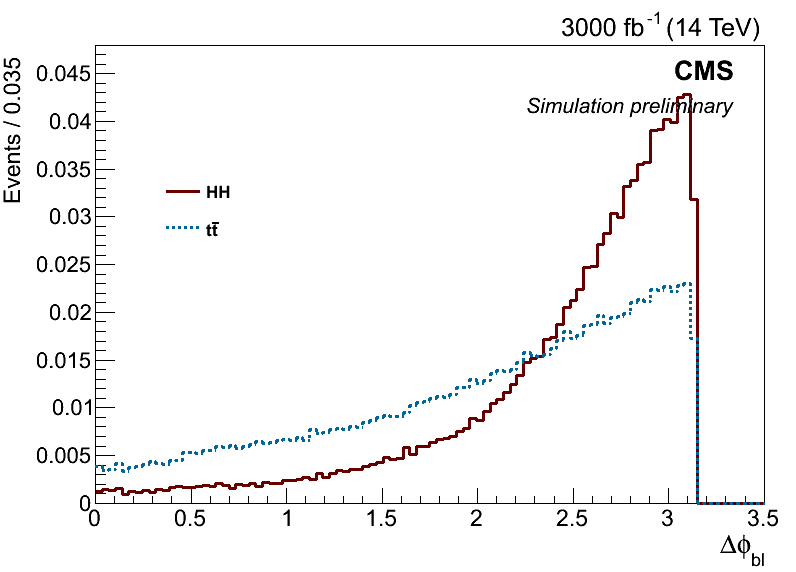 3000 fb⁻¹ (14 TeV)
CMS
Simulation preliminary
Events / 0.035
HH
tt̄
0.045
0.04
0.035
0.03
0.025
0.02
0.015
0.01
0.005
0
0 0.5 1 1.5 2 2.5 3 3.5
Δϕ_bl